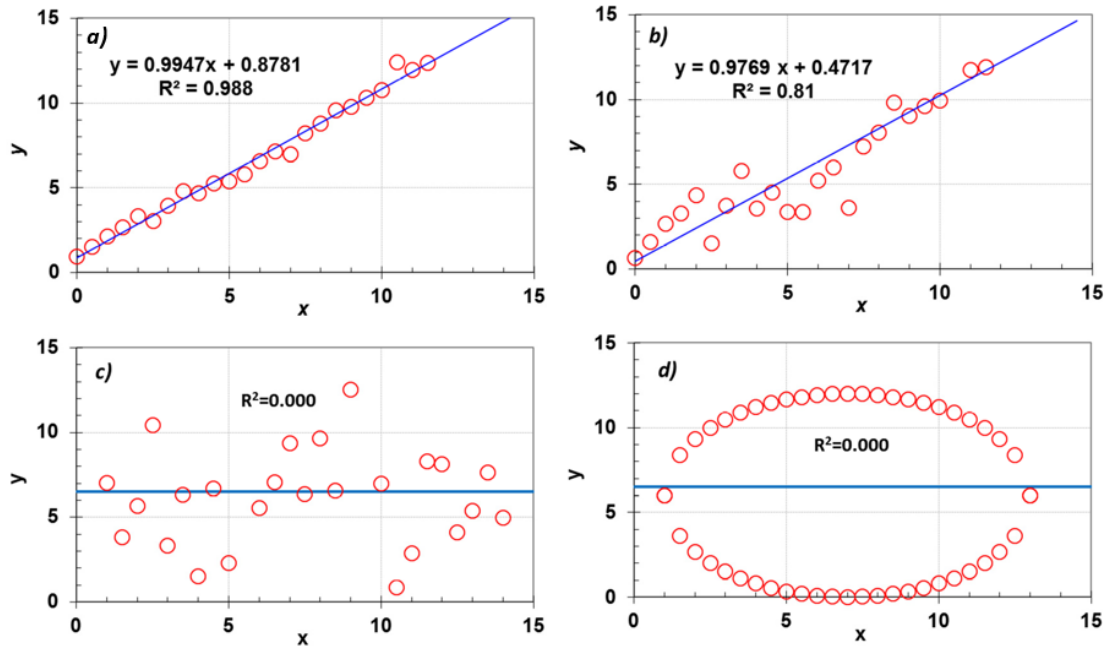 a)
y = 0.9947x + 0.8781
R² = 0.988
15
10
5
0
y
0 5 10 15
x
b)
y = 0.9769 x + 0.4717
R² = 0.81
15
10
5
0
y
0 5 10 15
x
c)
R²=0.000
15
10
5
0
y
0 5 10 15
x
d)
R²=0.000
15
10
5
0
y
0 5 10 15
x